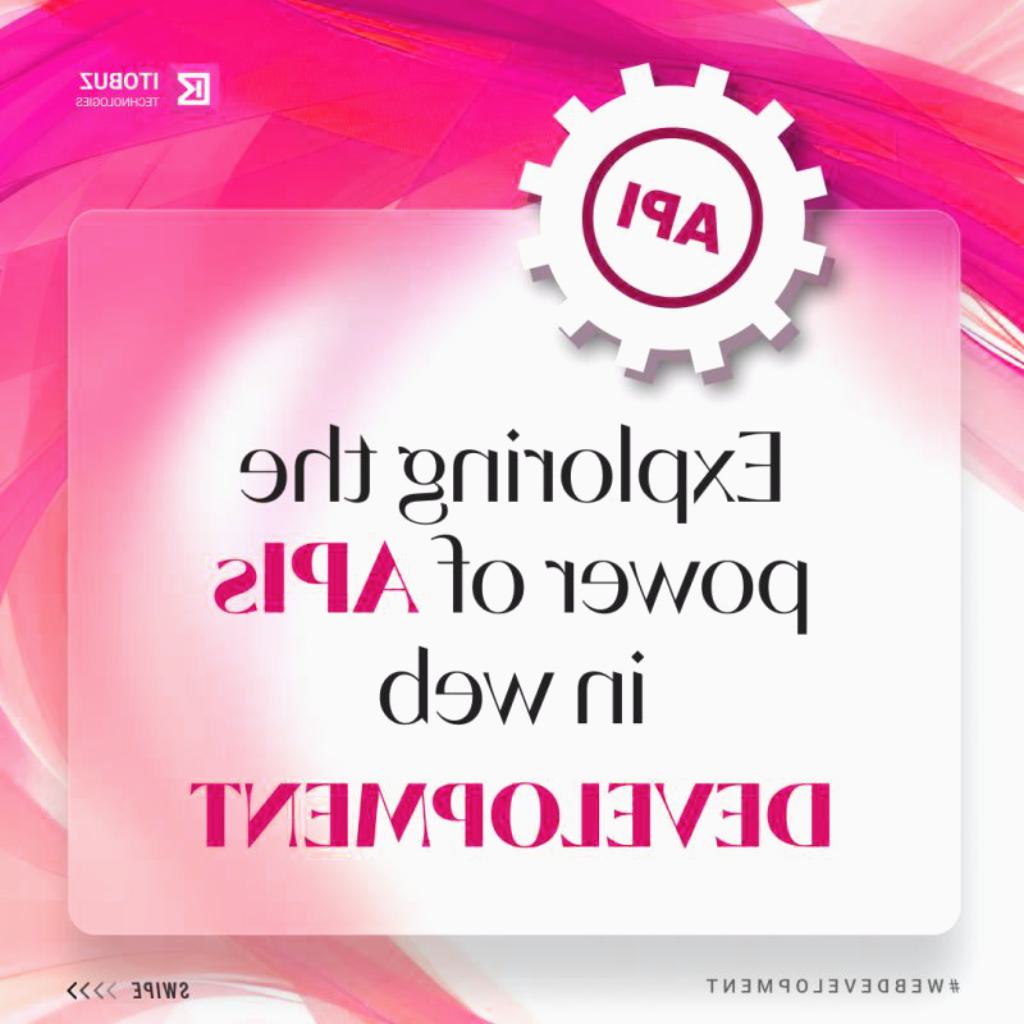 ITOBUZ
TECHNOLOGIES
API
Exploring the
power of APIs
in web
DEVELOPMENT
#WEBDEVELOPMENT
SWIPE